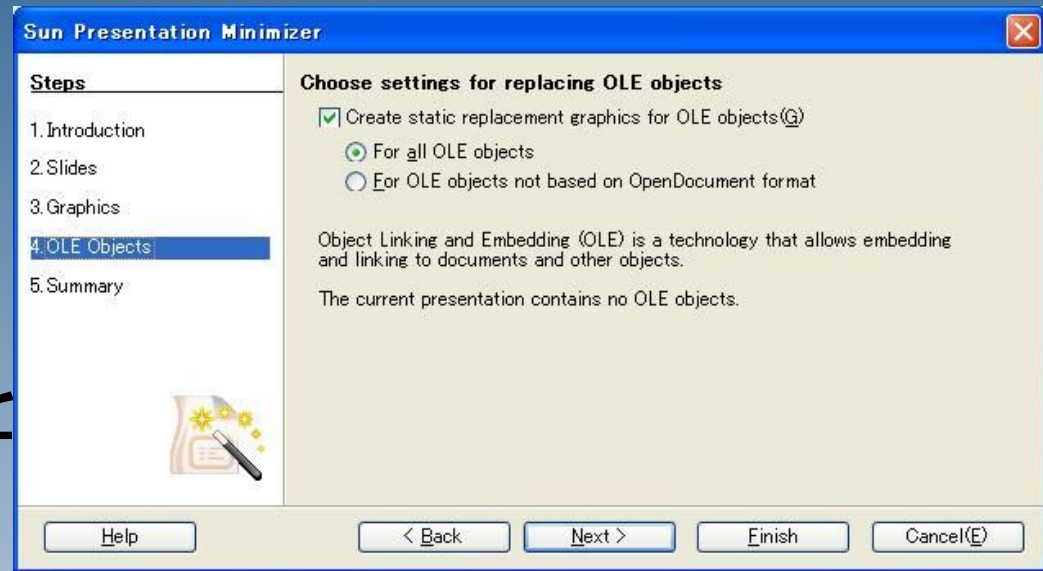 Sun Presentation Minimizer
Steps
1. Introduction
2. Slides
3. Graphics
4. OLE Objects
5. Summary
Choose settings for replacing OLE objects
Create static replacement graphics for OLE objects(G)
For all OLE objects
For OLE objects not based on OpenDocument format
Object Linking and Embedding (OLE) is a technology that allows embedding
and linking to documents and other objects.
The current presentation contains no OLE objects.
Help
< Back
Next >
Finish
Cancel(E)